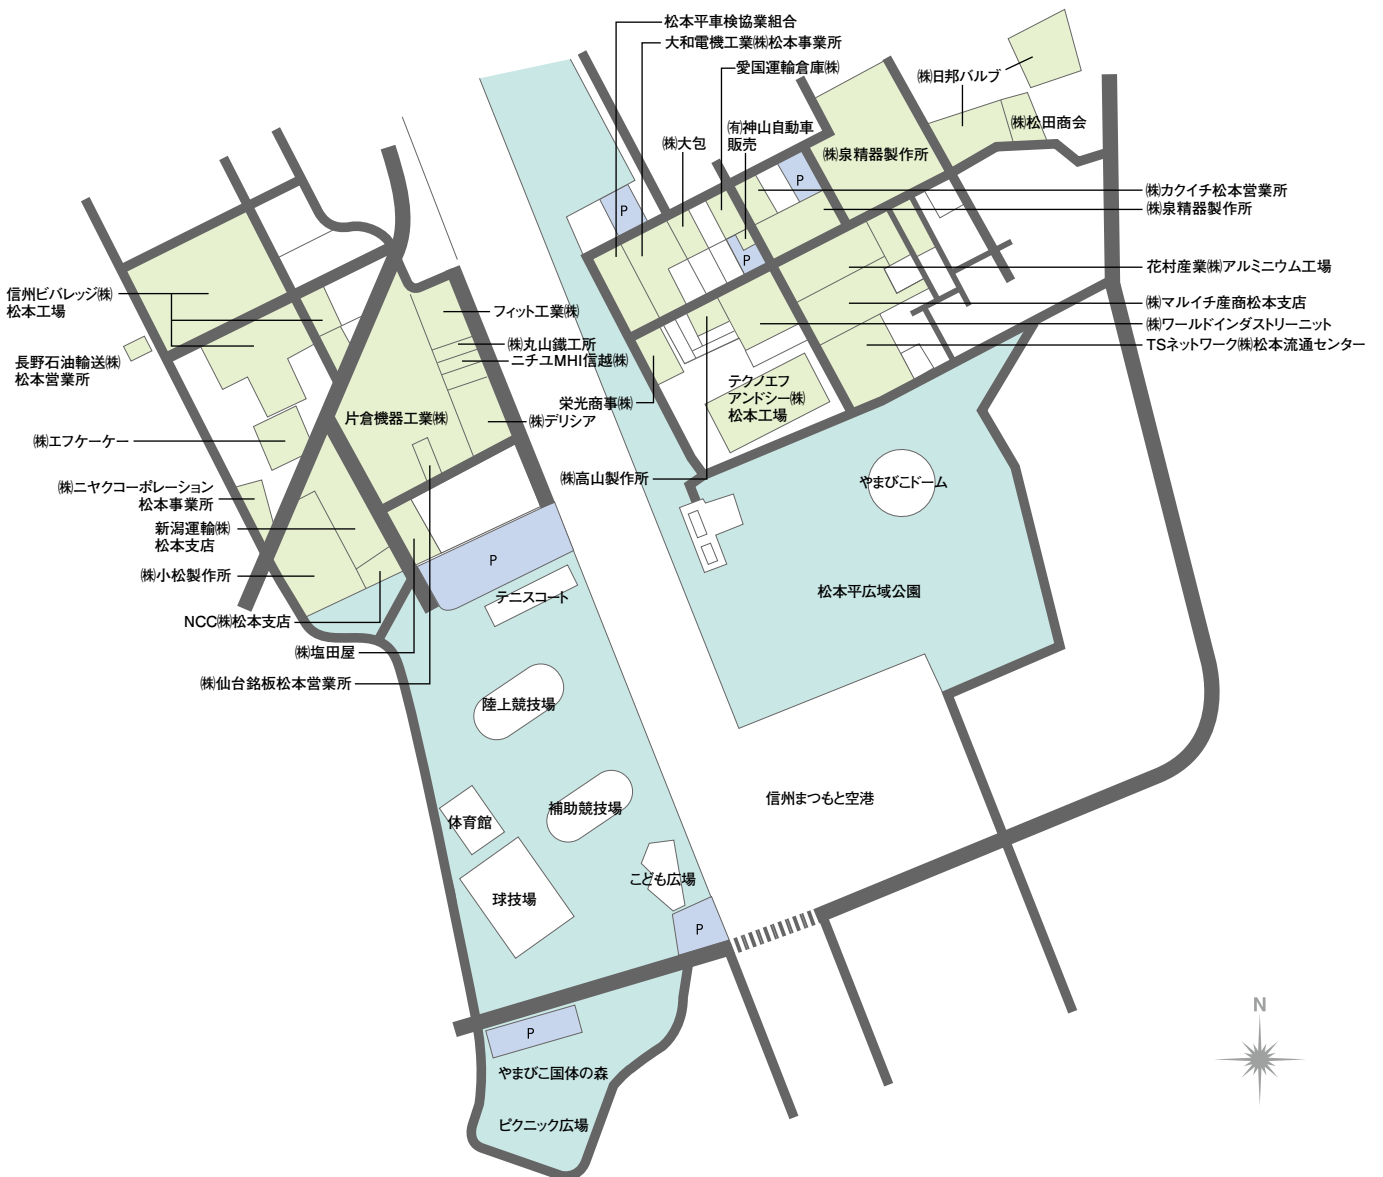 松本平車検協業組合
大和電機工業㈱松本事業所
愛国運輸倉庫㈱
㈱日邦バルブ
㈲神山自動車
販売
㈱大包
㈱松田商会
㈱泉精器製作所
P
P
P
㈱カクイチ松本営業所
㈱泉精器製作所
花村産業㈱アルミニウム工場
㈱マルイチ産商松本支店
㈱ワールドインダストリーニット
TSネットワーク㈱松本流通センター
信州ビバレッジ㈱
松本工場
フィット工業㈱
㈱丸山鐵工所
ニチユMHI信越㈱
長野石油輸送㈱
松本営業所
栄光商事㈱
テクノエフ
アンドシー㈱
松本工場
片倉機器工業㈱
㈱デリシア
㈱エフケーケー
㈱高山製作所
やまびこドーム
㈱ニヤクコーポレーション
松本事業所
新潟運輸㈱
松本支店
P
㈱小松製作所
テニスコート
松本平広域公園
NCC㈱松本支店
㈱塩田屋
㈱仙台銘板松本営業所
陸上競技場
信州まつもと空港
補助競技場
体育館
こども広場
球技場
P
N
P
やまびこ国体の森
ピクニック広場